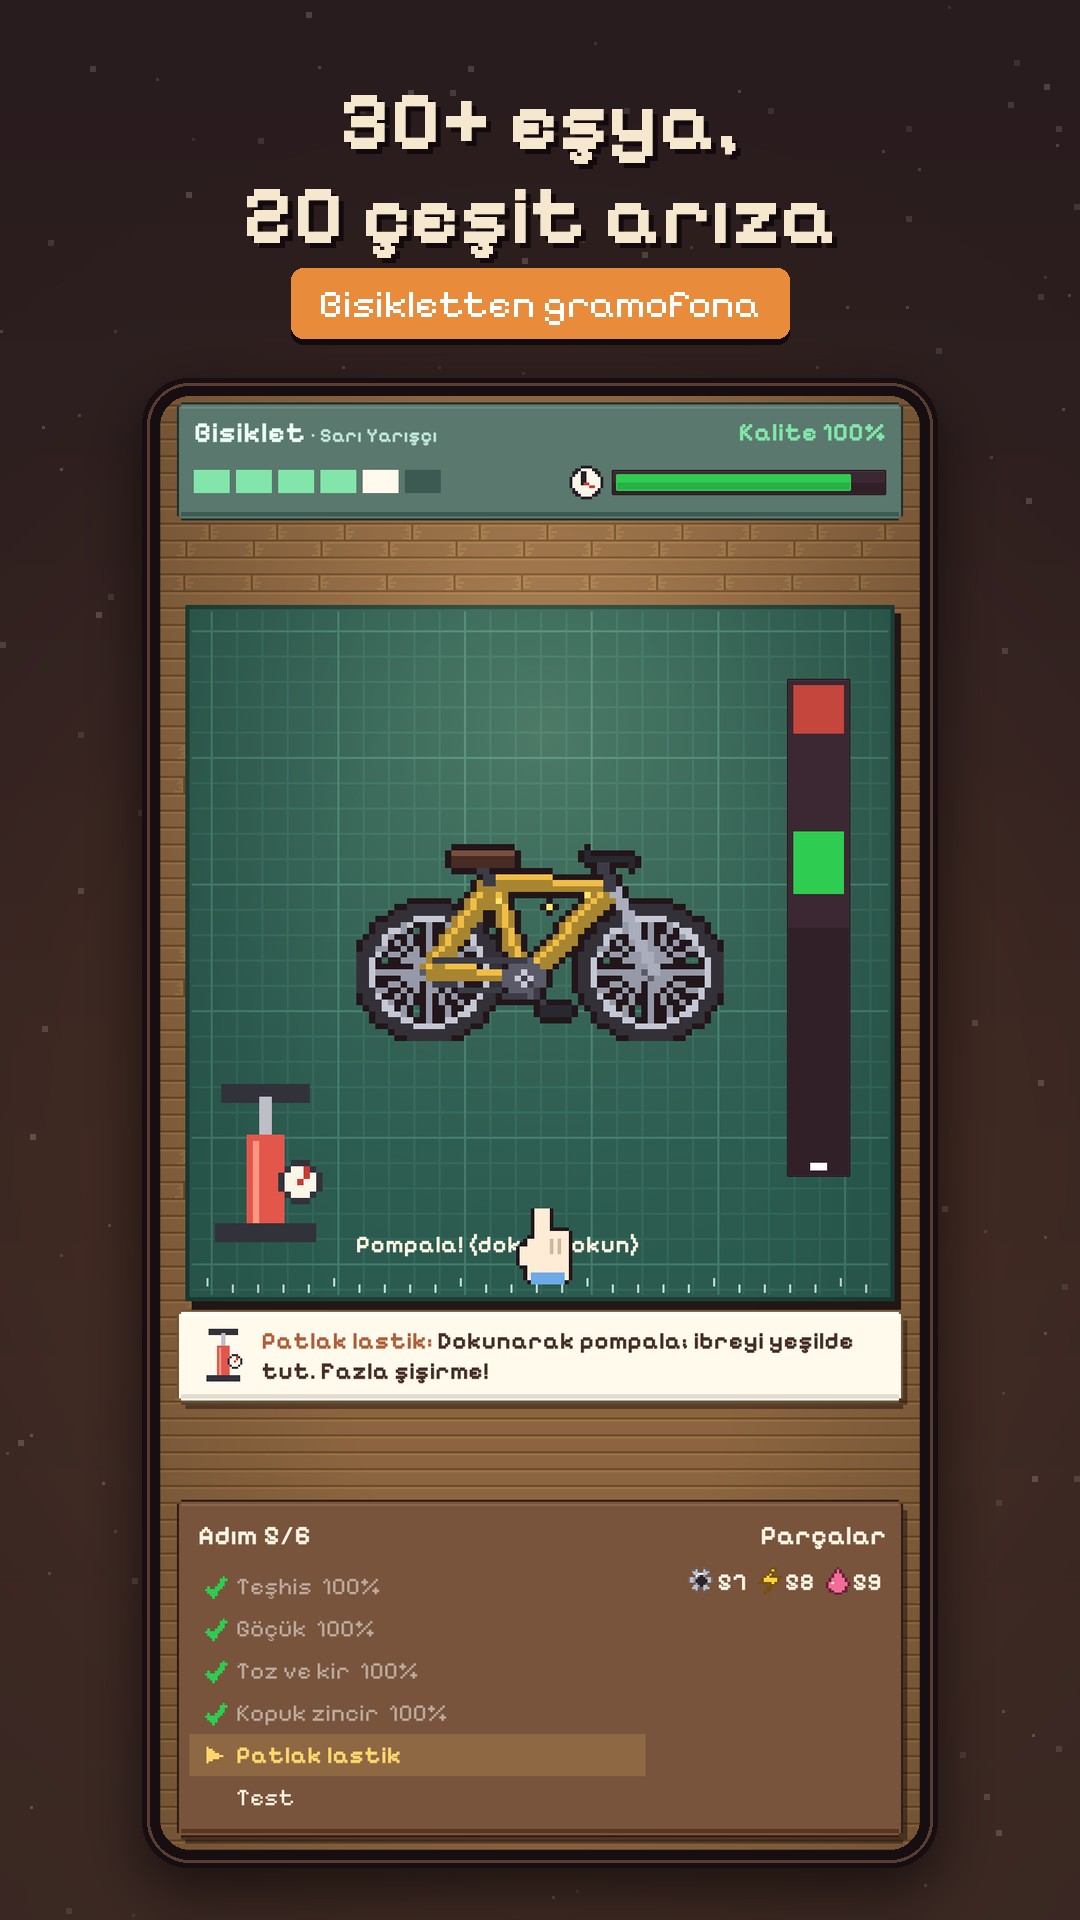 30+ eşya,
20 çeşit arıza
Bisikletten gramofona
Bisiklet · Sarı Yarışçı
Kalite 100%
Pompala!
Patlak lastik: Dokunarak pompala; ibreyi yeşilde
tut. Fazla şişirme!
Adım 5/6
Parçalar
57 58 59
Teşhis 100%
Göçük 100%
Toz ve kir 100%
Kopuk zincir 100%
Patlak lastik
Test